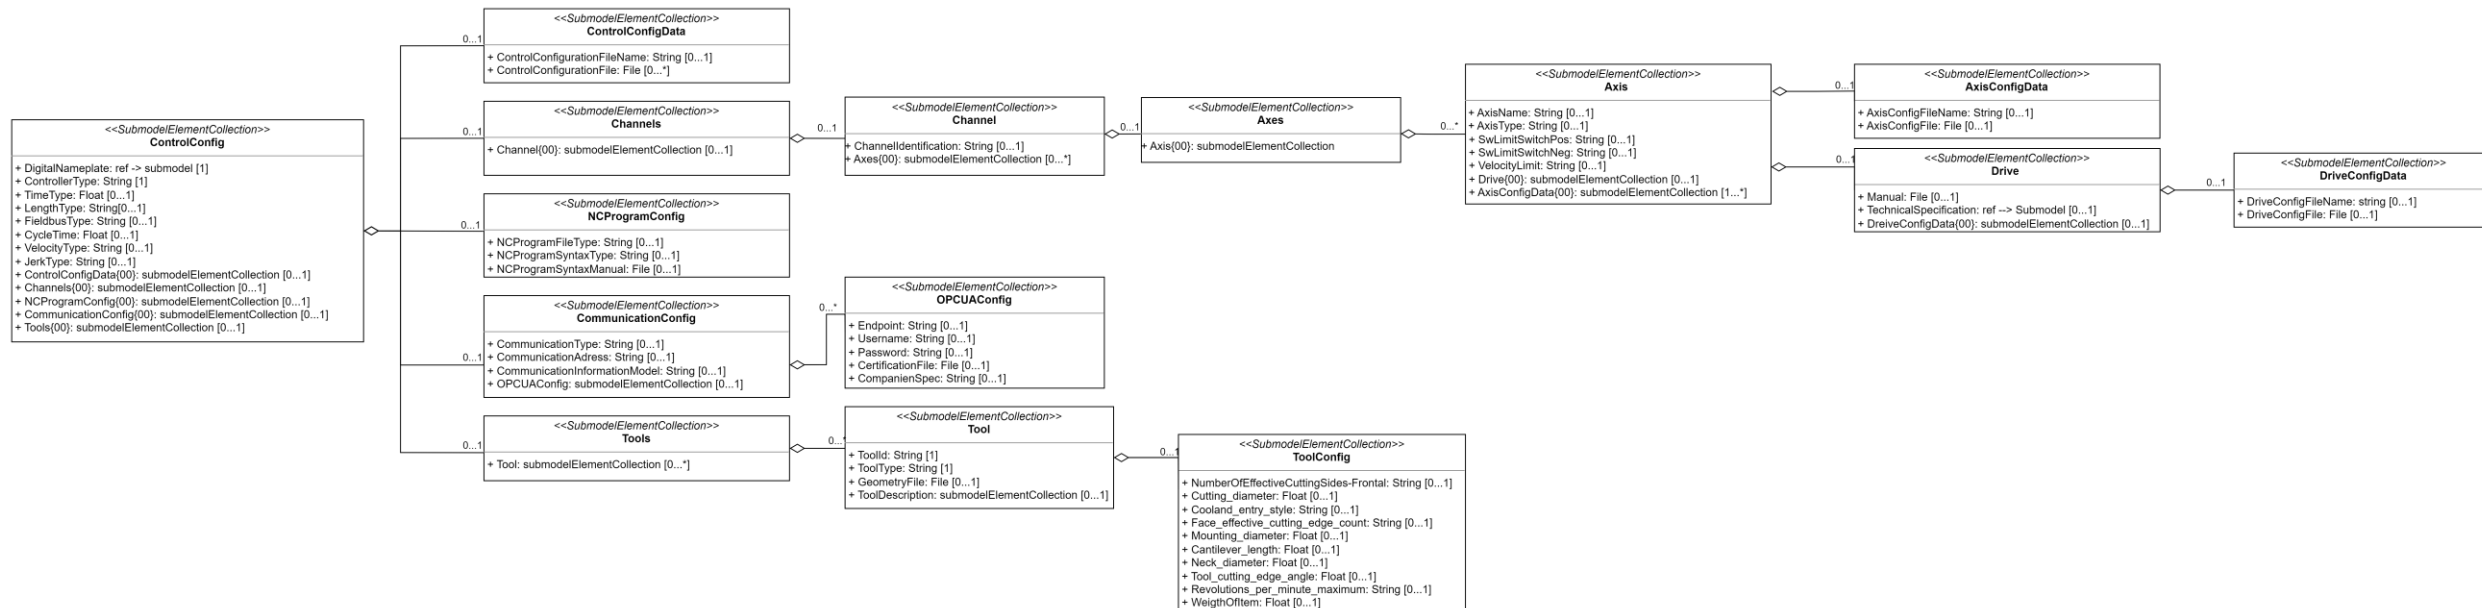 <<SubmodelElementCollection>>
ControlConfig
+ DigitalNameplate: ref -> submodel [1]
+ ControllerType: String [1]
+ TimeType: Float [0...1]
+ LengthType: String[0...1]
+ FieldbusType: String [0...1]
+ CycleTime: Float [0...1]
+ VelocityType: String [0...1]
+ JerkType: String [0...1]
+ ControlConfigData{00}: submodelElementCollection [0...1]
+ Channels{00}: submodelElementCollection [0...1]
+ NCProgramConfig{00}: submodelElementCollection [0...1]
+ CommunicationConfig{00}: submodelElementCollection [0...1]
+ Tools{00}: submodelElementCollection [0...1]
0...1
<<SubmodelElementCollection>>
ControlConfigData
+ ControlConfigurationFileName: String [0...1]
+ ControlConfigurationFile: File [0...*]
0...1
<<SubmodelElementCollection>>
Channels
+ Channel{00}: submodelElementCollection [0...1]
0...1
<<SubmodelElementCollection>>
Channel
+ ChannelIdentification: String [0...1]
+ Axes{00}: submodelElementCollection [0...*]
0...1
<<SubmodelElementCollection>>
Axes
+ Axis{00}: submodelElementCollection
0...*
<<SubmodelElementCollection>>
Axis
+ AxisName: String [0...1]
+ AxisType: String [0...1]
+ SwLimitSwitchPos: String [0...1]
+ SwLimitSwitchNeg: String [0...1]
+ VelocityLimit: String [0...1]
+ Drive{00}: submodelElementCollection [0...1]
+ AxisConfigData{00}: submodelElementCollection [1...*]
0...1
<<SubmodelElementCollection>>
AxisConfigData
+ AxisConfigFileName: String [0...1]
+ AxisConfigFile: File [0...1]
0...1
<<SubmodelElementCollection>>
Drive
+ Manual: File [0...1]
+ TechnicalSpecification: ref --> Submodel [0...1]
+ DreiveConfigData{00}: submodelElementCollection [0...1]
0...1
<<SubmodelElementCollection>>
DriveConfigData
+ DriveConfigFileName: string [0...1]
+ DriveConfigFile: File [0...1]
0...1
<<SubmodelElementCollection>>
NCProgramConfig
+ NCProgramFileType: String [0...1]
+ NCProgramSyntaxType: String [0...1]
+ NCProgramSyntaxManual: File [0...1]
0...1
<<SubmodelElementCollection>>
CommunicationConfig
+ CommunicationType: String [0...1]
+ CommunicationAdress: String [0...1]
+ CommunicationInformationModel: String [0...1]
+ OPCUAConfig: submodelElementCollection [0...1]
0...*
<<SubmodelElementCollection>>
OPCUAConfig
+ Endpoint: String [0...1]
+ Username: String [0...1]
+ Password: String [0...1]
+ CertificationFile: File [0...1]
+ CompanienSpec: String [0...1]
0...1
<<SubmodelElementCollection>>
Tools
+ Tool: submodelElementCollection [0...*]
0...*
<<SubmodelElementCollection>>
Tool
+ ToolId: String [1]
+ ToolType: String [1]
+ GeometryFile: File [0...1]
+ ToolDescription: submodelElementCollection [0...1]
0...1
<<SubmodelElementCollection>>
ToolConfig
+ NumberOfEffectiveCuttingSides-Frontal: String [0...1]
+ Cutting_diameter: Float [0...1]
+ Cooland_entry_style: String [0...1]
+ Face_effective_cutting_edge_count: String [0...1]
+ Mounting_diameter: Float [0...1]
+ Cantilever_length: Float [0...1]
+ Neck_diameter: Float [0...1]
+ Tool_cutting_edge_angle: Float [0...1]
+ Revolutions_per_minute_maximum: String [0...1]
+ WeigthOfItem: Float [0...1]